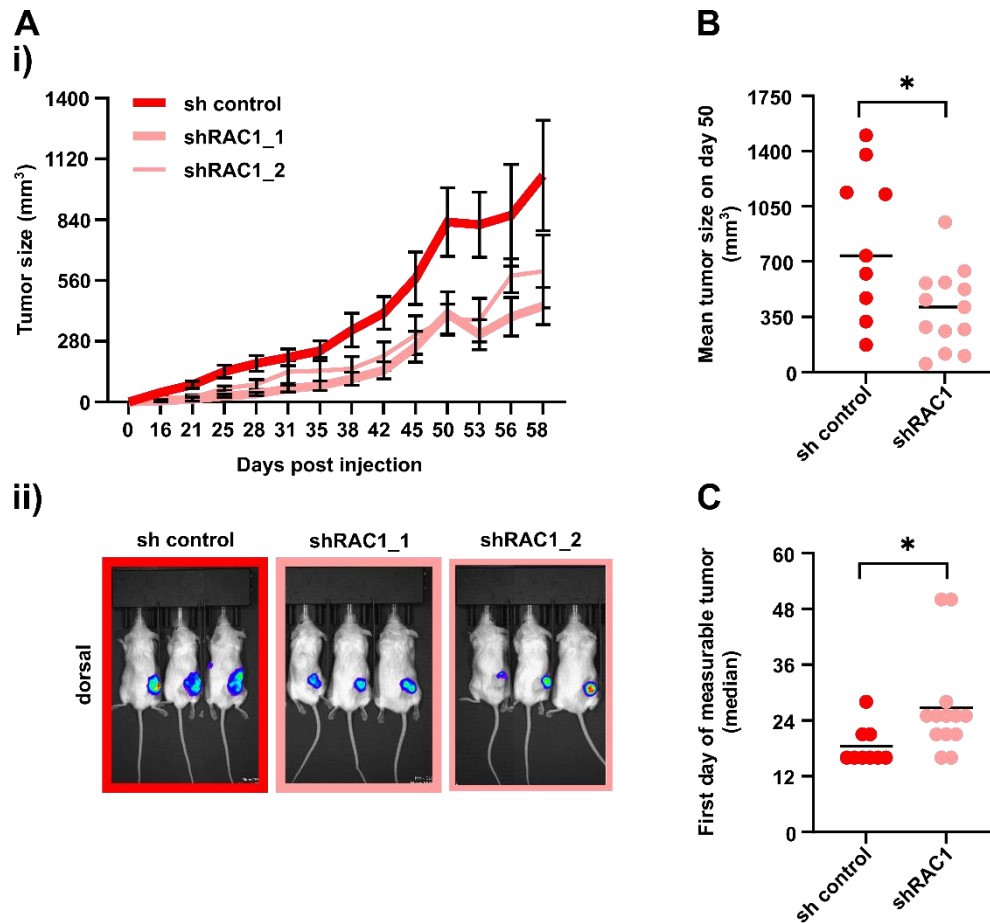 A
i)
1400
1120
840
560
280
0
Tumor size (mm³)
sh control
shRAC1_1
shRAC1_2
0 16 21 25 28 31 35 38 42 45 50 53 56 58
Days post injection
ii)
sh control shRAC1_1 shRAC1_2
dorsal
B
1750
1400
1050
700
350
0
Mean tumor size on day 50
(mm³)
*
sh control
shRAC1
C
60
48
36
24
12
0
First day of measurable tumor
(median)
*
sh control
shRAC1